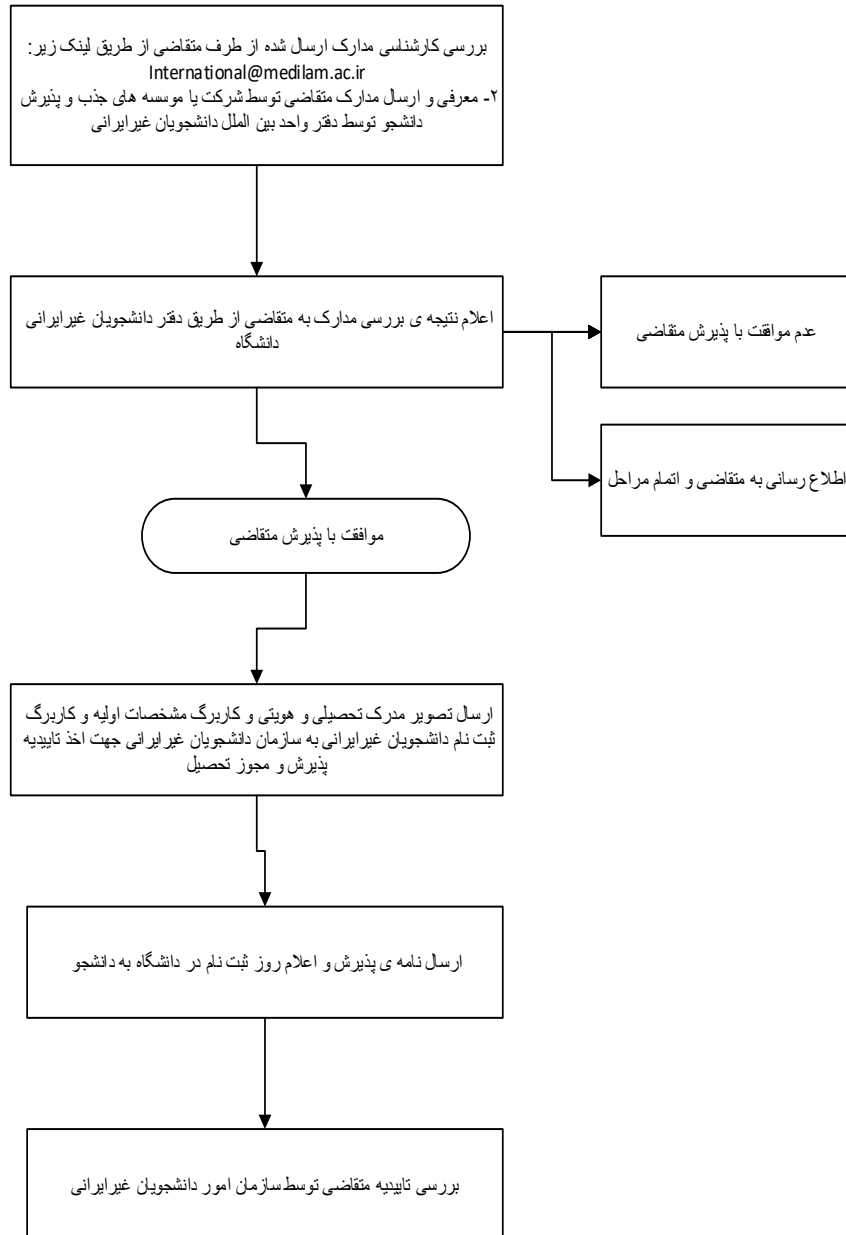 بررسی کارشناسی مدارک ارسال شده از طرف متقاضی از طریق لینک زیر:
International@medilam.ac.ir
۲- معرفی و ارسال مدارک متقاضی توسط شرکت یا موسسه های جذب و پذیرش
دانشجو توسط دفتر واحد بین الملل دانشجویان غیرایرانی
اعلام نتیجه ی بررسی مدارک به متقاضی از طریق دفتر دانشجویان غیرایرانی
دانشگاه
عدم موافقت با پذیرش متقاضی
اطلاع رسانی به متقاضی و اتمام مراحل
موافقت با پذیرش متقاضی
ارسال تصویر مدرک تحصیلی و هویتی و کاربرگ مشخصات اولیه و کاربرگ
ثبت نام دانشجویان غیرایرانی به سازمان دانشجویان غیرایرانی جهت اخذ تاییدیه
پذیرش و مجوز تحصیل
ارسال نامه ی پذیرش و اعلام روز ثبت نام در دانشگاه به دانشجو
بررسی تاییدیه متقاضی توسط سازمان امور دانشجویان غیرایرانی